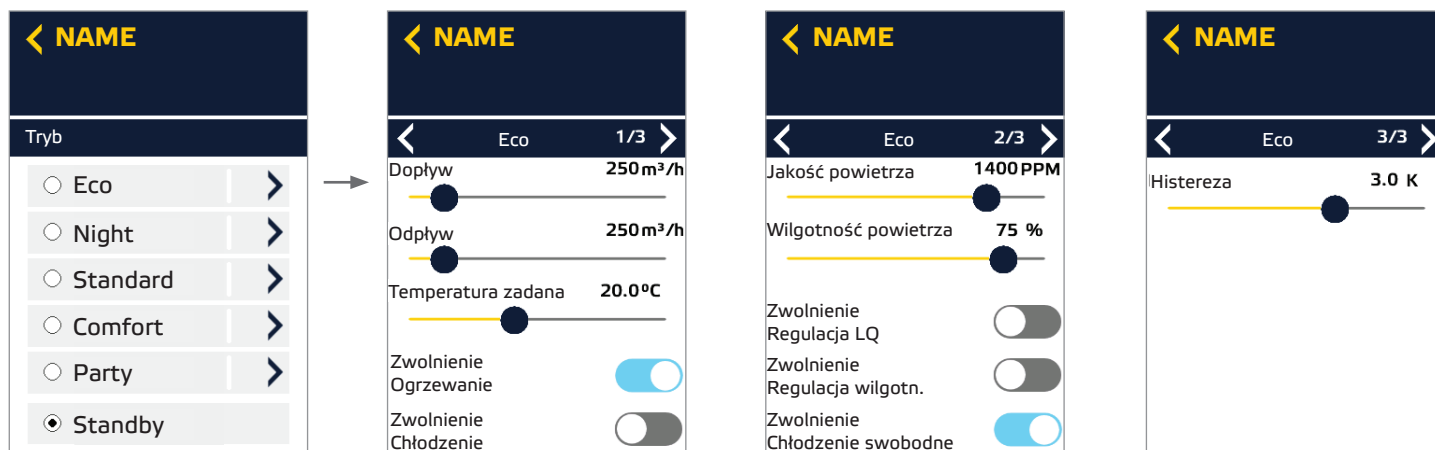 NAME
Tryb
Eco
Night
Standard
Comfort
Party
Standby
NAME
Eco 1/3
Dopływ 250 m³/h
Odpływ 250 m³/h
Temperatura zadana 20.0ºC
Zwolnienie
Ogrzewanie
Zwolnienie
Chłodzenie
NAME
Eco 2/3
Jakość powietrza 1400 PPM
Wilgotność powietrza 75 %
Zwolnienie
Regulacja LQ
Zwolnienie
Regulacja wilgotn.
Zwolnienie
Chłodzenie swobodne
NAME
Eco 3/3
Histereza 3.0 K